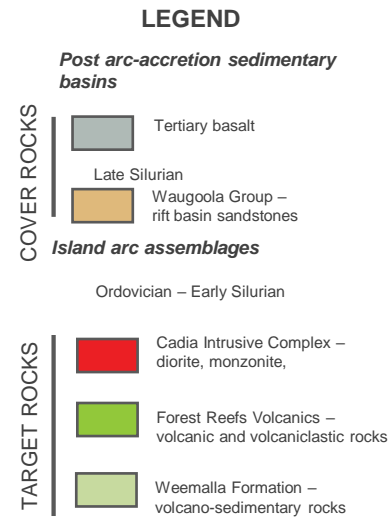 LEGEND
Post arc-accretion sedimentary
basins
COVER ROCKS
Tertiary basalt
Late Silurian
Waugoola Group –
rift basin sandstones
Island arc assemblages
Ordovician – Early Silurian
TARGET ROCKS
Cadia Intrusive Complex –
diorite, monzonite,
Forest Reefs Volcanics –
volcanic and volcaniclastic rocks
Weemalla Formation –
volcano-sedimentary rocks